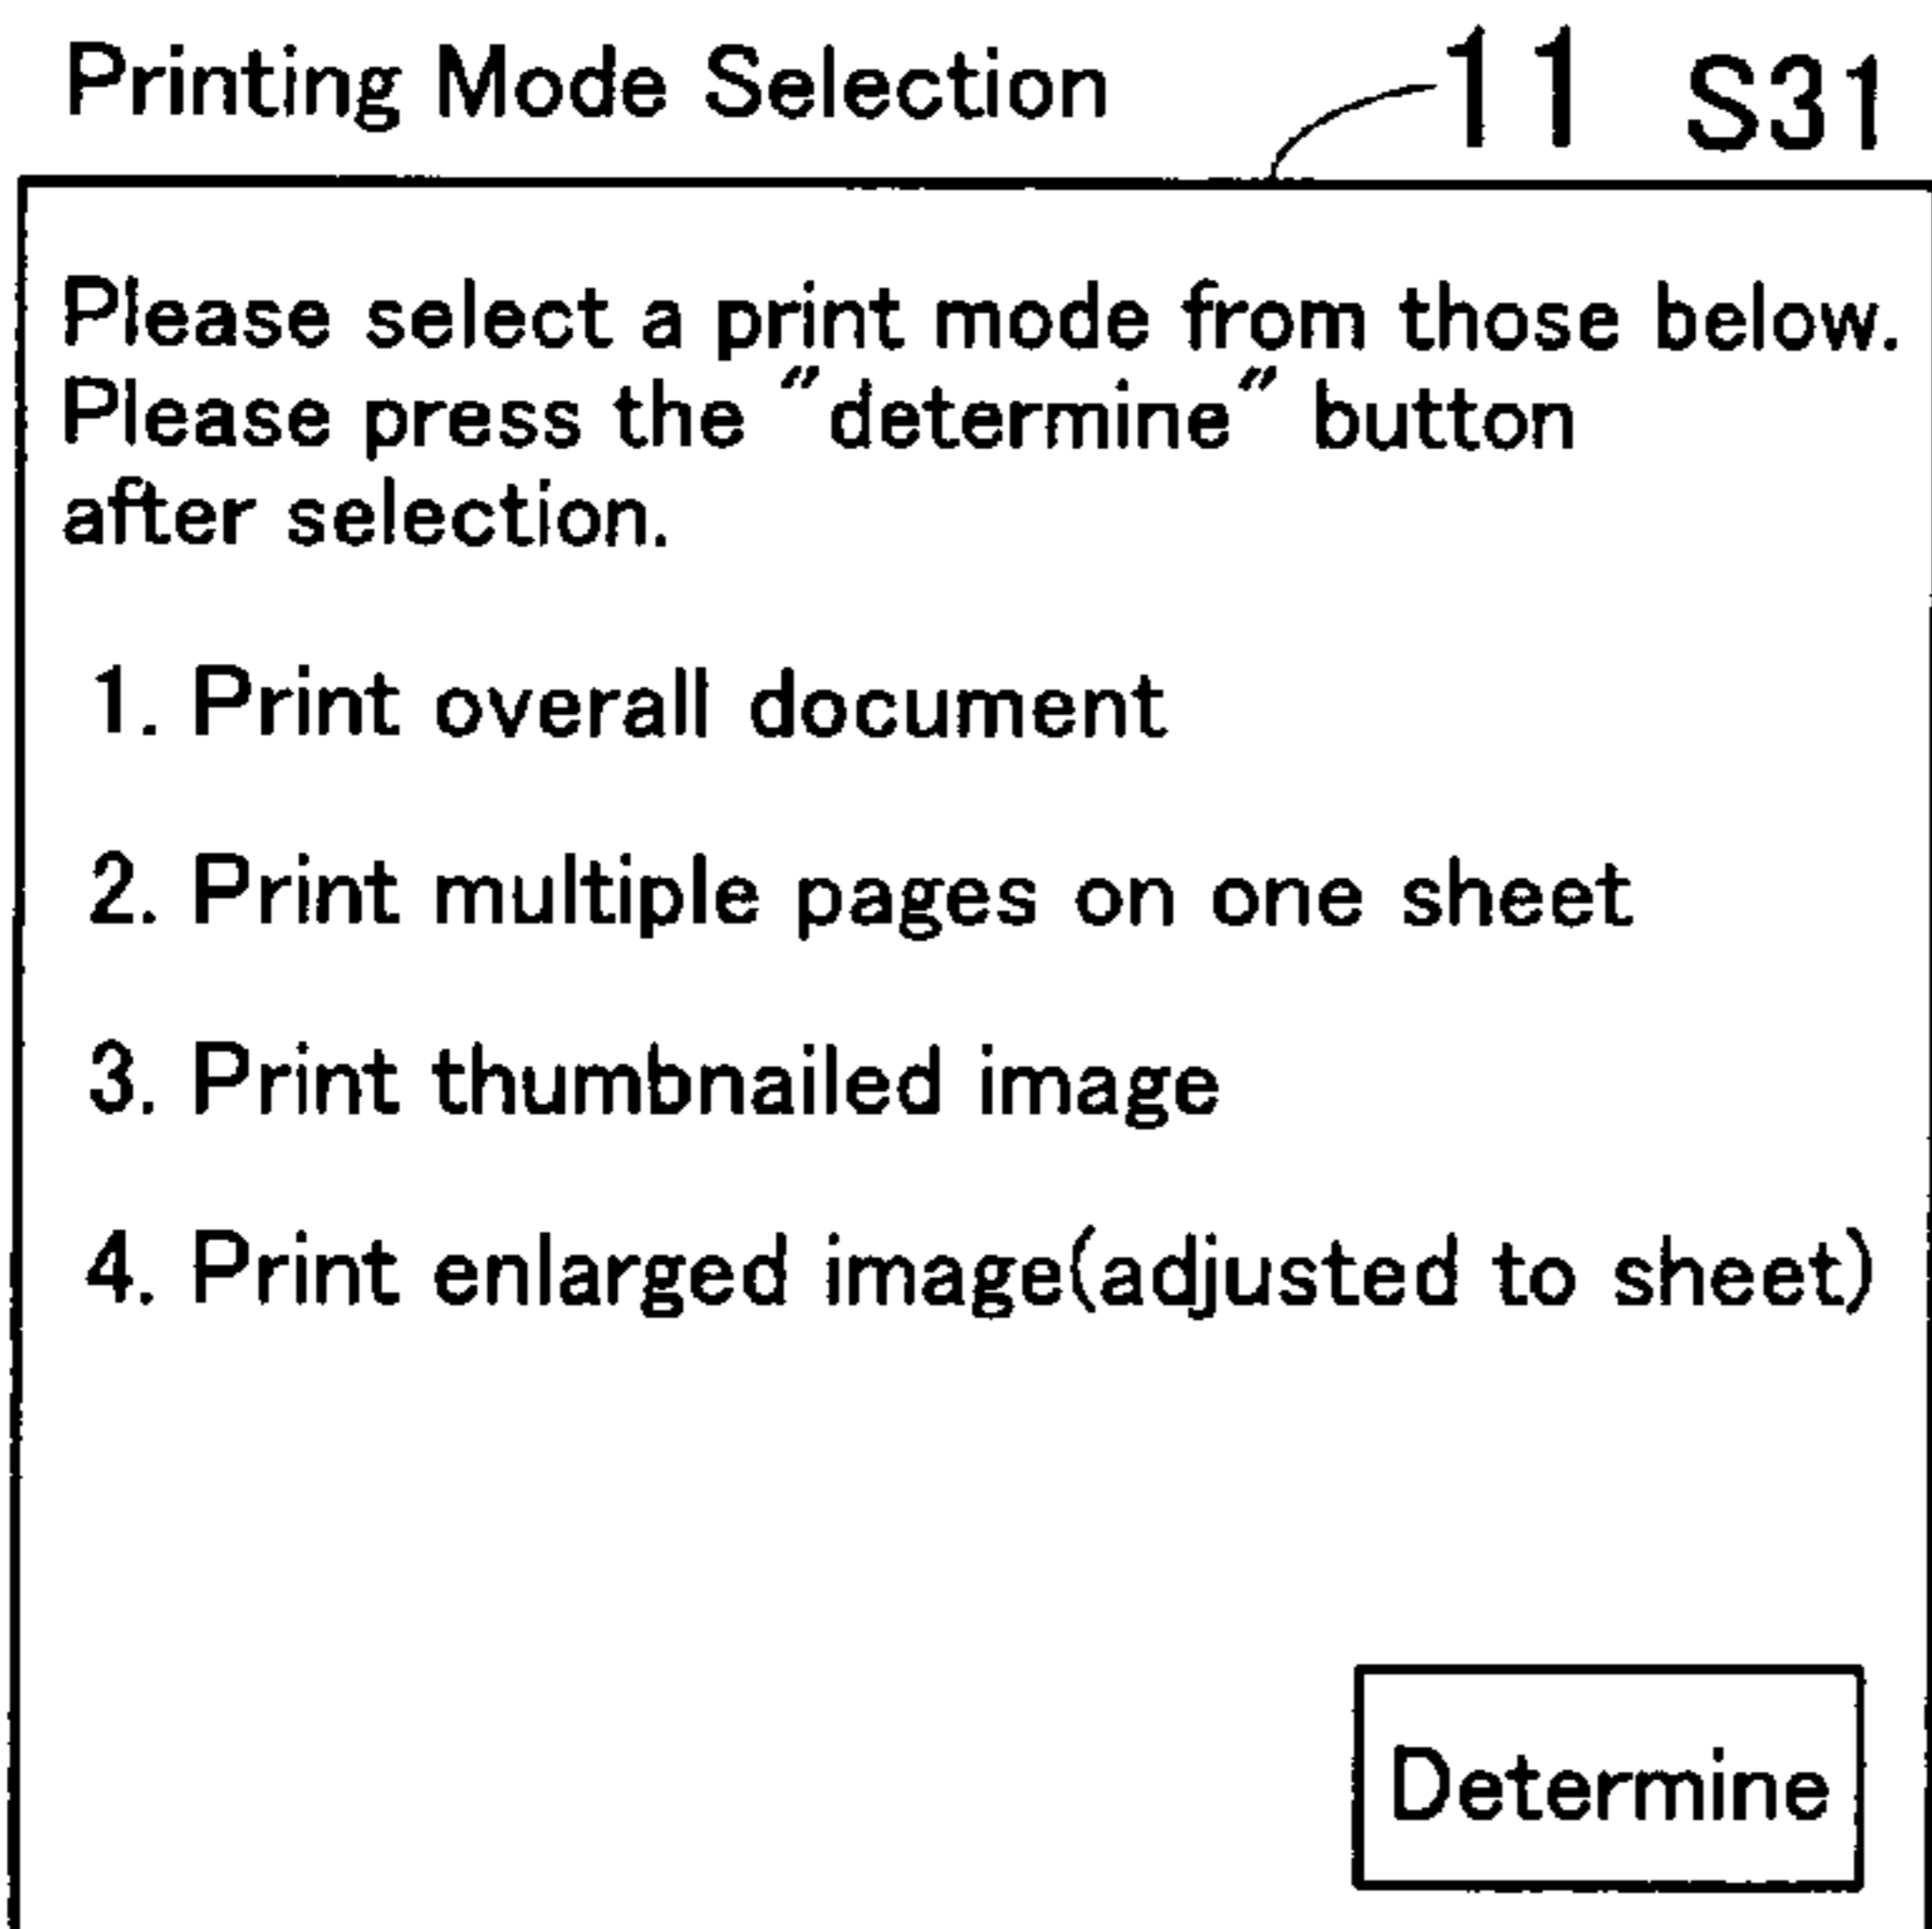 Printing Mode Selection 11 S31
Please select a print mode from those below.
Please press the "determine" button
after selection.
1. Print overall document
2. Print multiple pages on one sheet
3. Print thumbnailed image
4. Print enlarged image(adjusted to sheet)
Determine